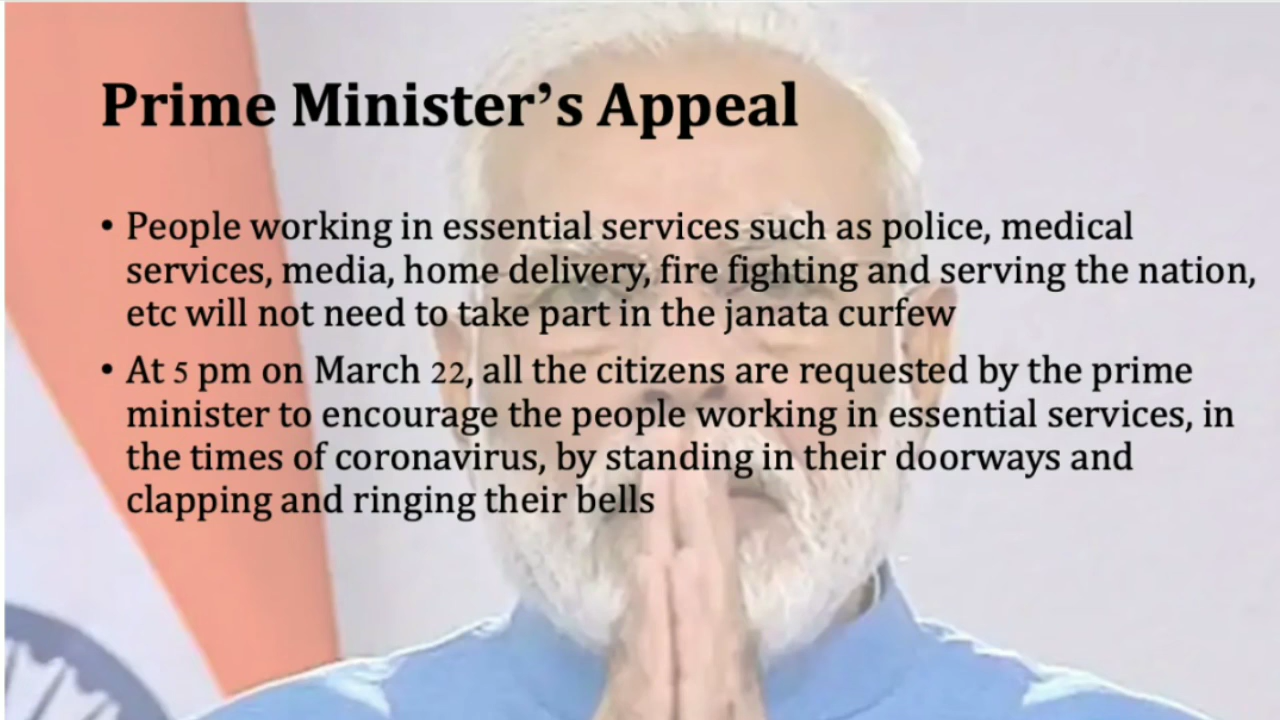 Prime Minister's Appeal
• People working in essential services such as police, medical
services, media, home delivery, fire fighting and serving the nation,
etc will not need to take part in the janata curfew
• At 5 pm on March 22, all the citizens are requested by the prime
minister to encourage the people working in essential services, in
the times of coronavirus, by standing in their doorways and
clapping and ringing their bells